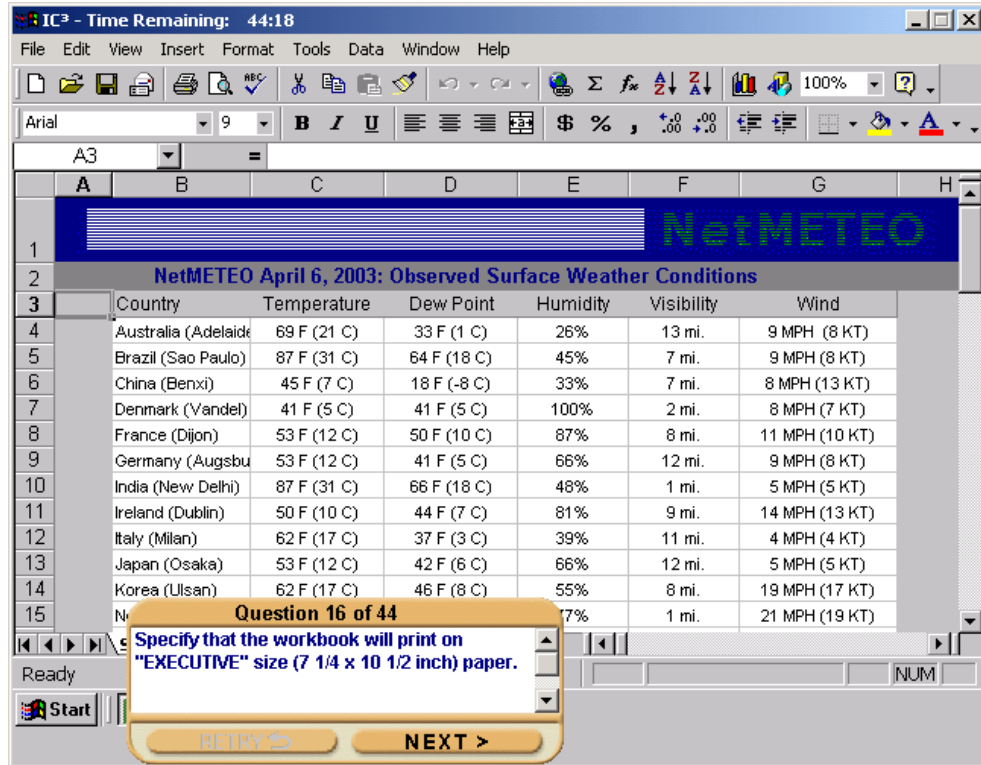 IC³ - Time Remaining: 44:18
File Edit View Insert Format Tools Data Window Help
ABC Σ fx A Z Z A 100% ?
Arial 9 B I U $ % , A
A3 =
A B C D E F G H
1 NetMETEO
2 NetMETEO April 6, 2003: Observed Surface Weather Conditions
3 Country Temperature Dew Point Humidity Visibility Wind
4 Australia (Adelaide 69 F (21 C) 33 F (1 C) 26% 13 mi. 9 MPH (8 KT)
5 Brazil (Sao Paulo) 87 F (31 C) 64 F (18 C) 45% 7 mi. 9 MPH (8 KT)
6 China (Benxi) 45 F (7 C) 18 F (-8 C) 33% 7 mi. 8 MPH (13 KT)
7 Denmark (Vandel) 41 F (5 C) 41 F (5 C) 100% 2 mi. 8 MPH (7 KT)
8 France (Dijon) 53 F (12 C) 50 F (10 C) 87% 8 mi. 11 MPH (10 KT)
9 Germany (Augsbu 53 F (12 C) 41 F (5 C) 66% 12 mi. 9 MPH (8 KT)
10 India (New Delhi) 87 F (31 C) 66 F (18 C) 48% 1 mi. 5 MPH (5 KT)
11 Ireland (Dublin) 50 F (10 C) 44 F (7 C) 81% 9 mi. 14 MPH (13 KT)
12 Italy (Milan) 62 F (17 C) 37 F (3 C) 39% 11 mi. 4 MPH (4 KT)
13 Japan (Osaka) 53 F (12 C) 42 F (6 C) 66% 12 mi. 5 MPH (5 KT)
14 Korea (Ulsan) 62 F (17 C) 46 F (8 C) 55% 8 mi. 19 MPH (17 KT)
15 7% 1 mi. 21 MPH (19 KT)
Question 16 of 44
Specify that the workbook will print on
"EXECUTIVE" size (7 1/4 x 10 1/2 inch) paper.
Ready NUM
Start
RETRY NEXT >